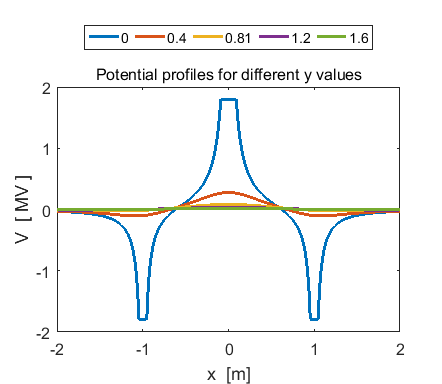 0 0.4 0.81 1.2 1.6
Potential profiles for different y values
2
1
0
-1
-2
V [ MV ]
-2 -1 0 1 2
x [m]